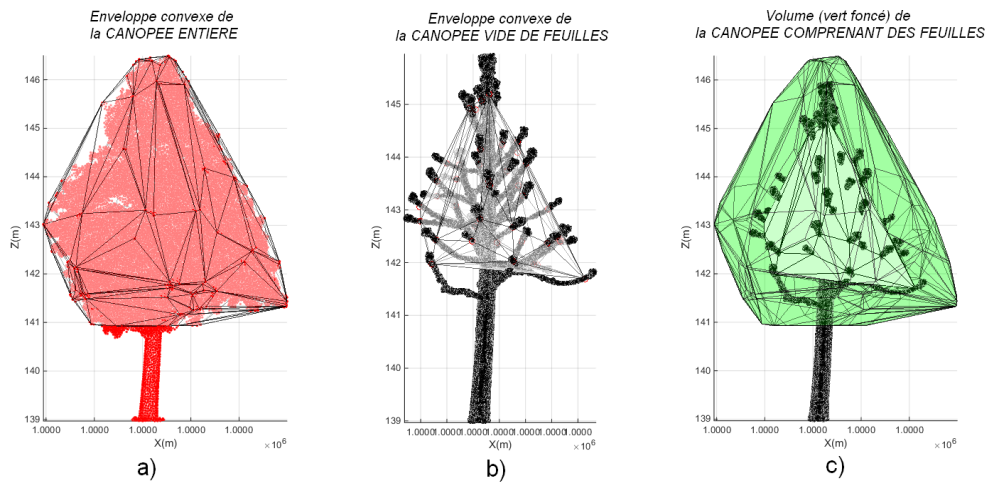 Enveloppe convexe de
la CANOPEE ENTIERE
Enveloppe convexe de
la CANOPEE VIDE DE FEUILLES
Volume (vert foncé) de
la CANOPEE COMPRENANT DES FEUILLES
146
145
144
143
142
141
140
139
Z(m)
1.0000 1.0000 1.0000 1.0000
X(m)
×10⁶
a)
145
144
143
142
141
140
139
Z(m)
1.0000 1.0000 1.0000 1.0000 1.0000 1.0000 1.0000
X(m)
×10⁶
b)
146
145
144
143
142
141
140
139
Z(m)
1.0000 1.0000 1.0000 1.0000 1.0000
X(m)
×10⁶
c)